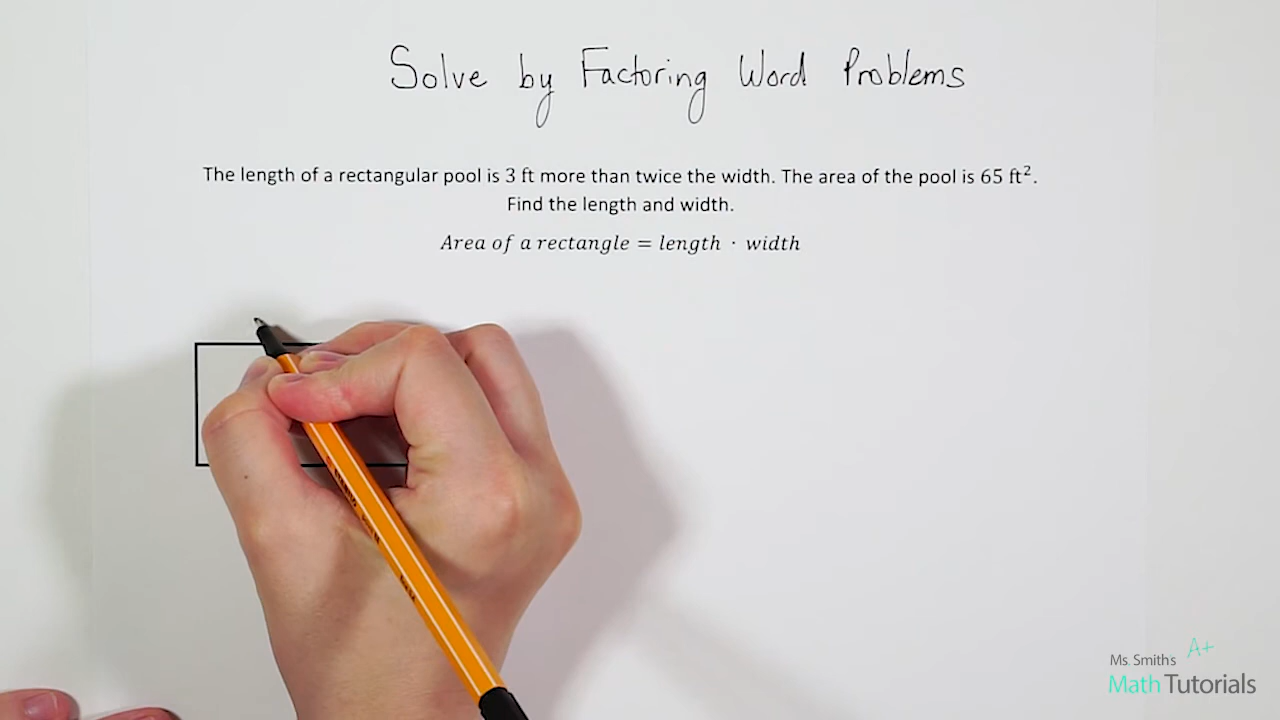 Solve by Factoring Word Problems
The length of a rectangular pool is 3 ft more than twice the width. The area of the pool is 65 ft².
Find the length and width.
Area of a rectangle = length · width
Ms. Smith's A+
Math Tutorials